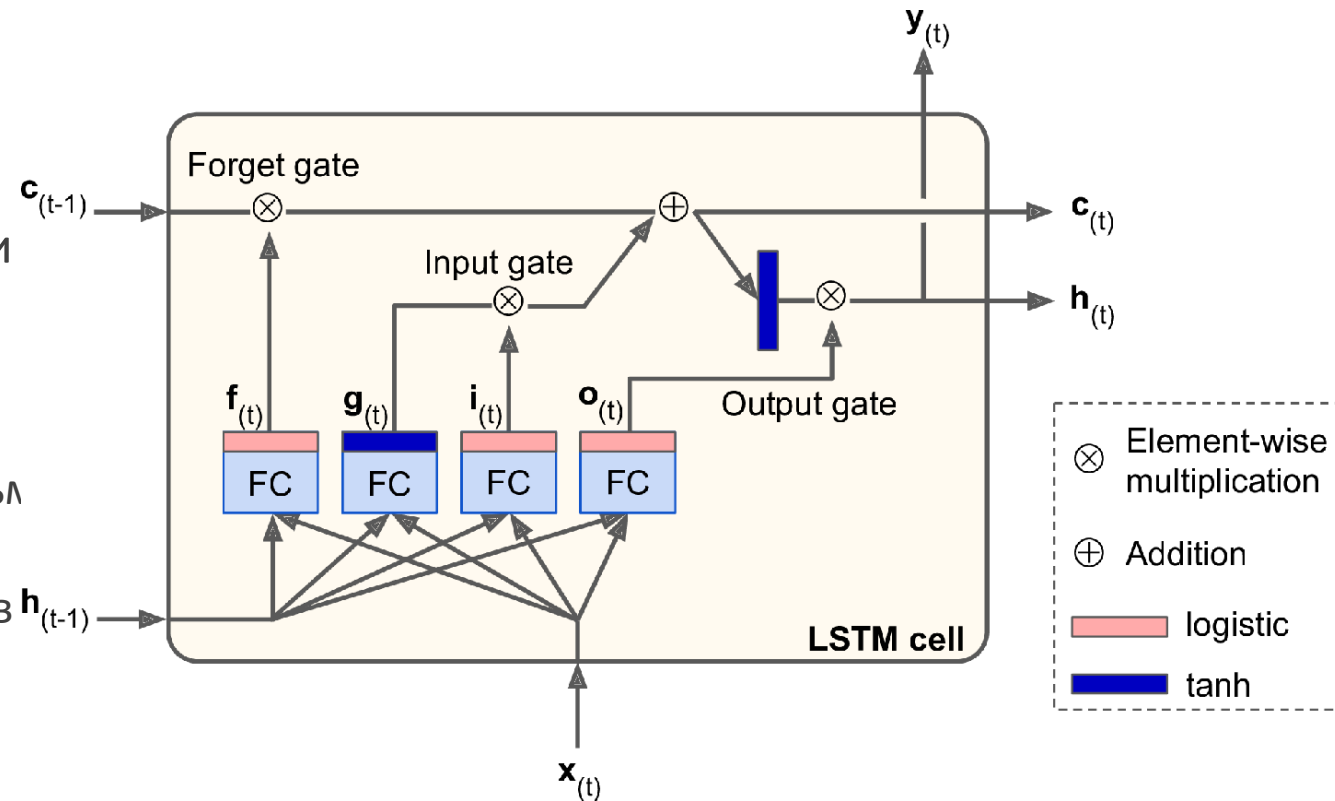 y(t)
Forget gate
c(t-1)
c(t)
и
Input gate
h(t)
f(t) g(t) i(t) o(t)
Output gate
FC FC FC FC
Element-wise
multiplication
Addition
в h(t-1)
logistic
LSTM cell
tanh
x(t)